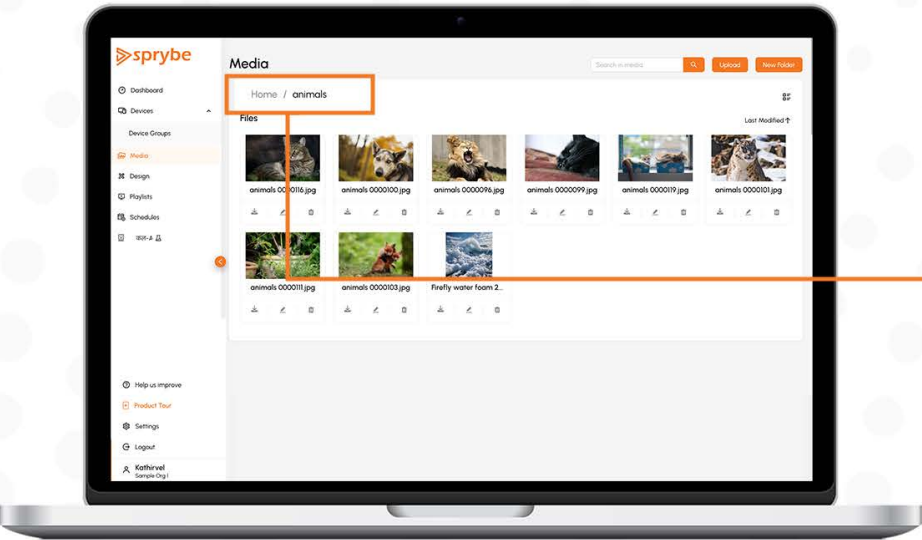 sprybe
Media
Search in media
Upload
New Folder
Home / animals
Files
Last Modified
Dashboard
Devices
Device Groups
Media
Design
Playlists
Schedules
animals 0000116.jpg
animals 0000100.jpg
animals 0000096.jpg
animals 0000099.jpg
animals 0000119.jpg
animals 0000101.jpg
animals 0000111.jpg
animals 0000103.jpg
Firefly water foam 2...
Help us improve
Product Tour
Settings
Logout
Kathirvel
Sample Org 1